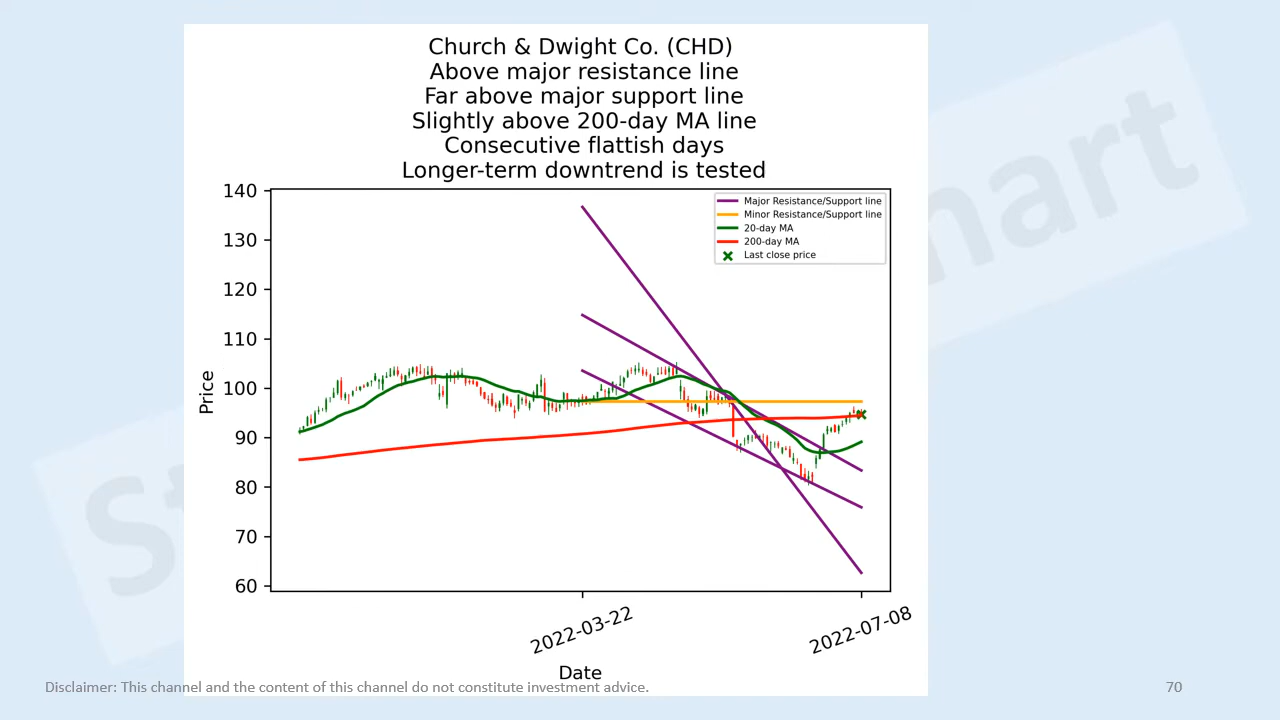 Church & Dwight Co. (CHD)
Above major resistance line
Far above major support line
Slightly above 200-day MA line
Consecutive flattish days
Longer-term downtrend is tested
140
130
120
110
100
90
80
70
60
Price
Major Resistance/Support line
Minor Resistance/Support line
20-day MA
200-day MA
Last close price
2022-03-22
2022-07-08
Date
Disclaimer: This channel and the content of this channel do not constitute investment advice.
70